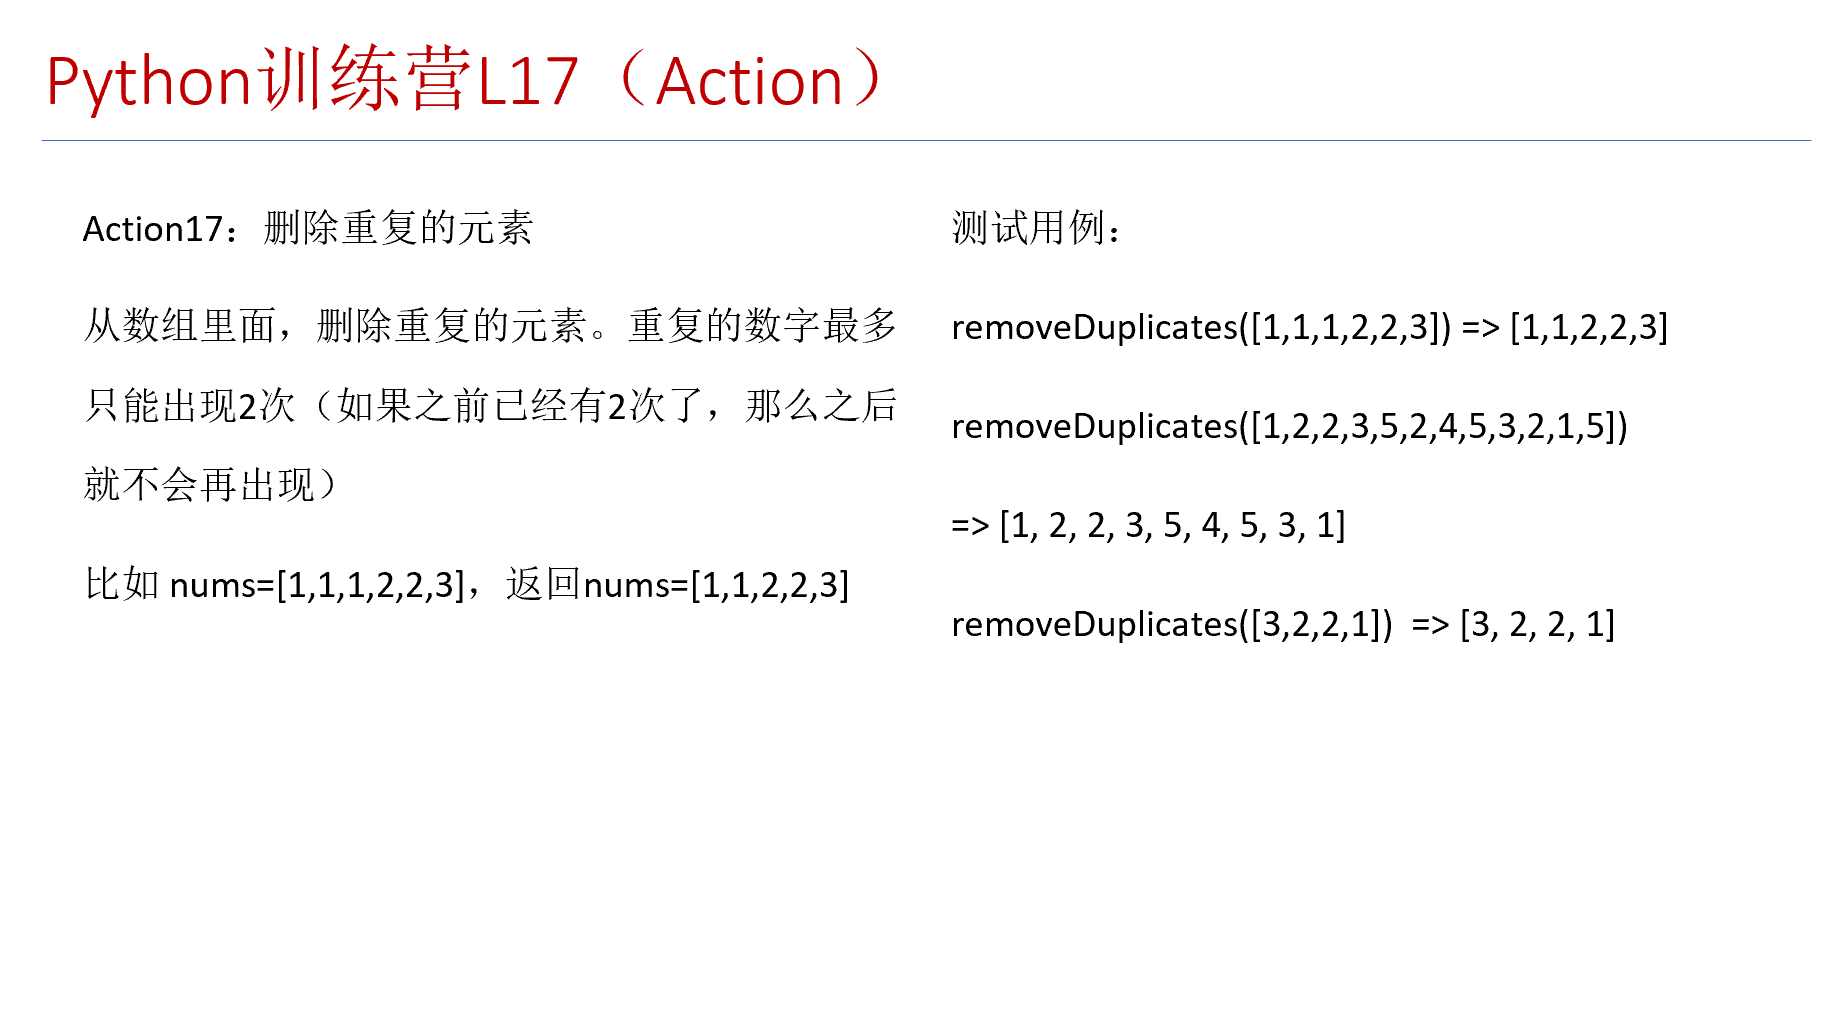 Python训练营L17（Action）
Action17：删除重复的元素
从数组里面，删除重复的元素。重复的数字最多
只能出现2次（如果之前已经有2次了，那么之后
就不会再出现）
比如 nums=[1,1,1,2,2,3]，返回nums=[1,1,2,2,3]
测试用例：
removeDuplicates([1,1,1,2,2,3]) => [1,1,2,2,3]
removeDuplicates([1,2,2,3,5,2,4,5,3,2,1,5])
=> [1, 2, 2, 3, 5, 4, 5, 3, 1]
removeDuplicates([3,2,2,1])  => [3, 2, 2, 1]